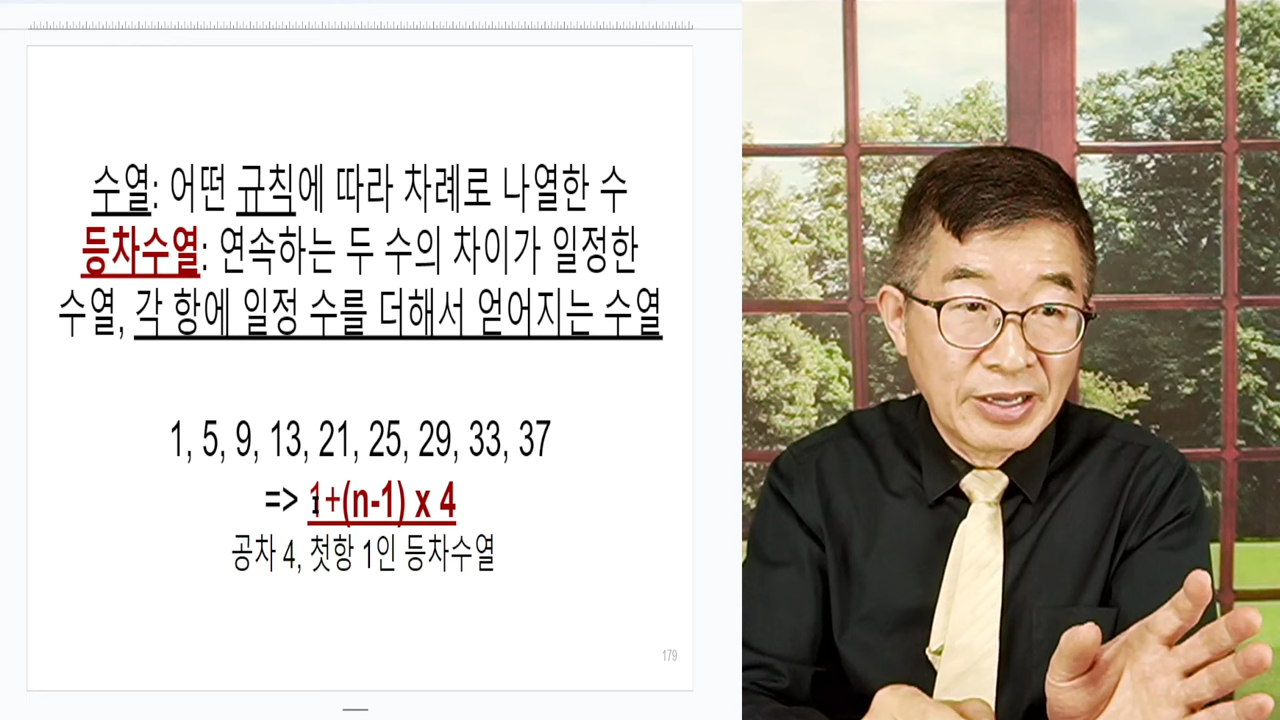 수열: 어떤 규칙에 따라 차례로 나열한 수
등차수열: 연속하는 두 수의 차이가 일정한
수열, 각 항에 일정 수를 더해서 얻어지는 수열
1, 5, 9, 13, 21, 25, 29, 33, 37
=> 1+(n-1) x 4
공차 4, 첫항 1인 등차수열
179